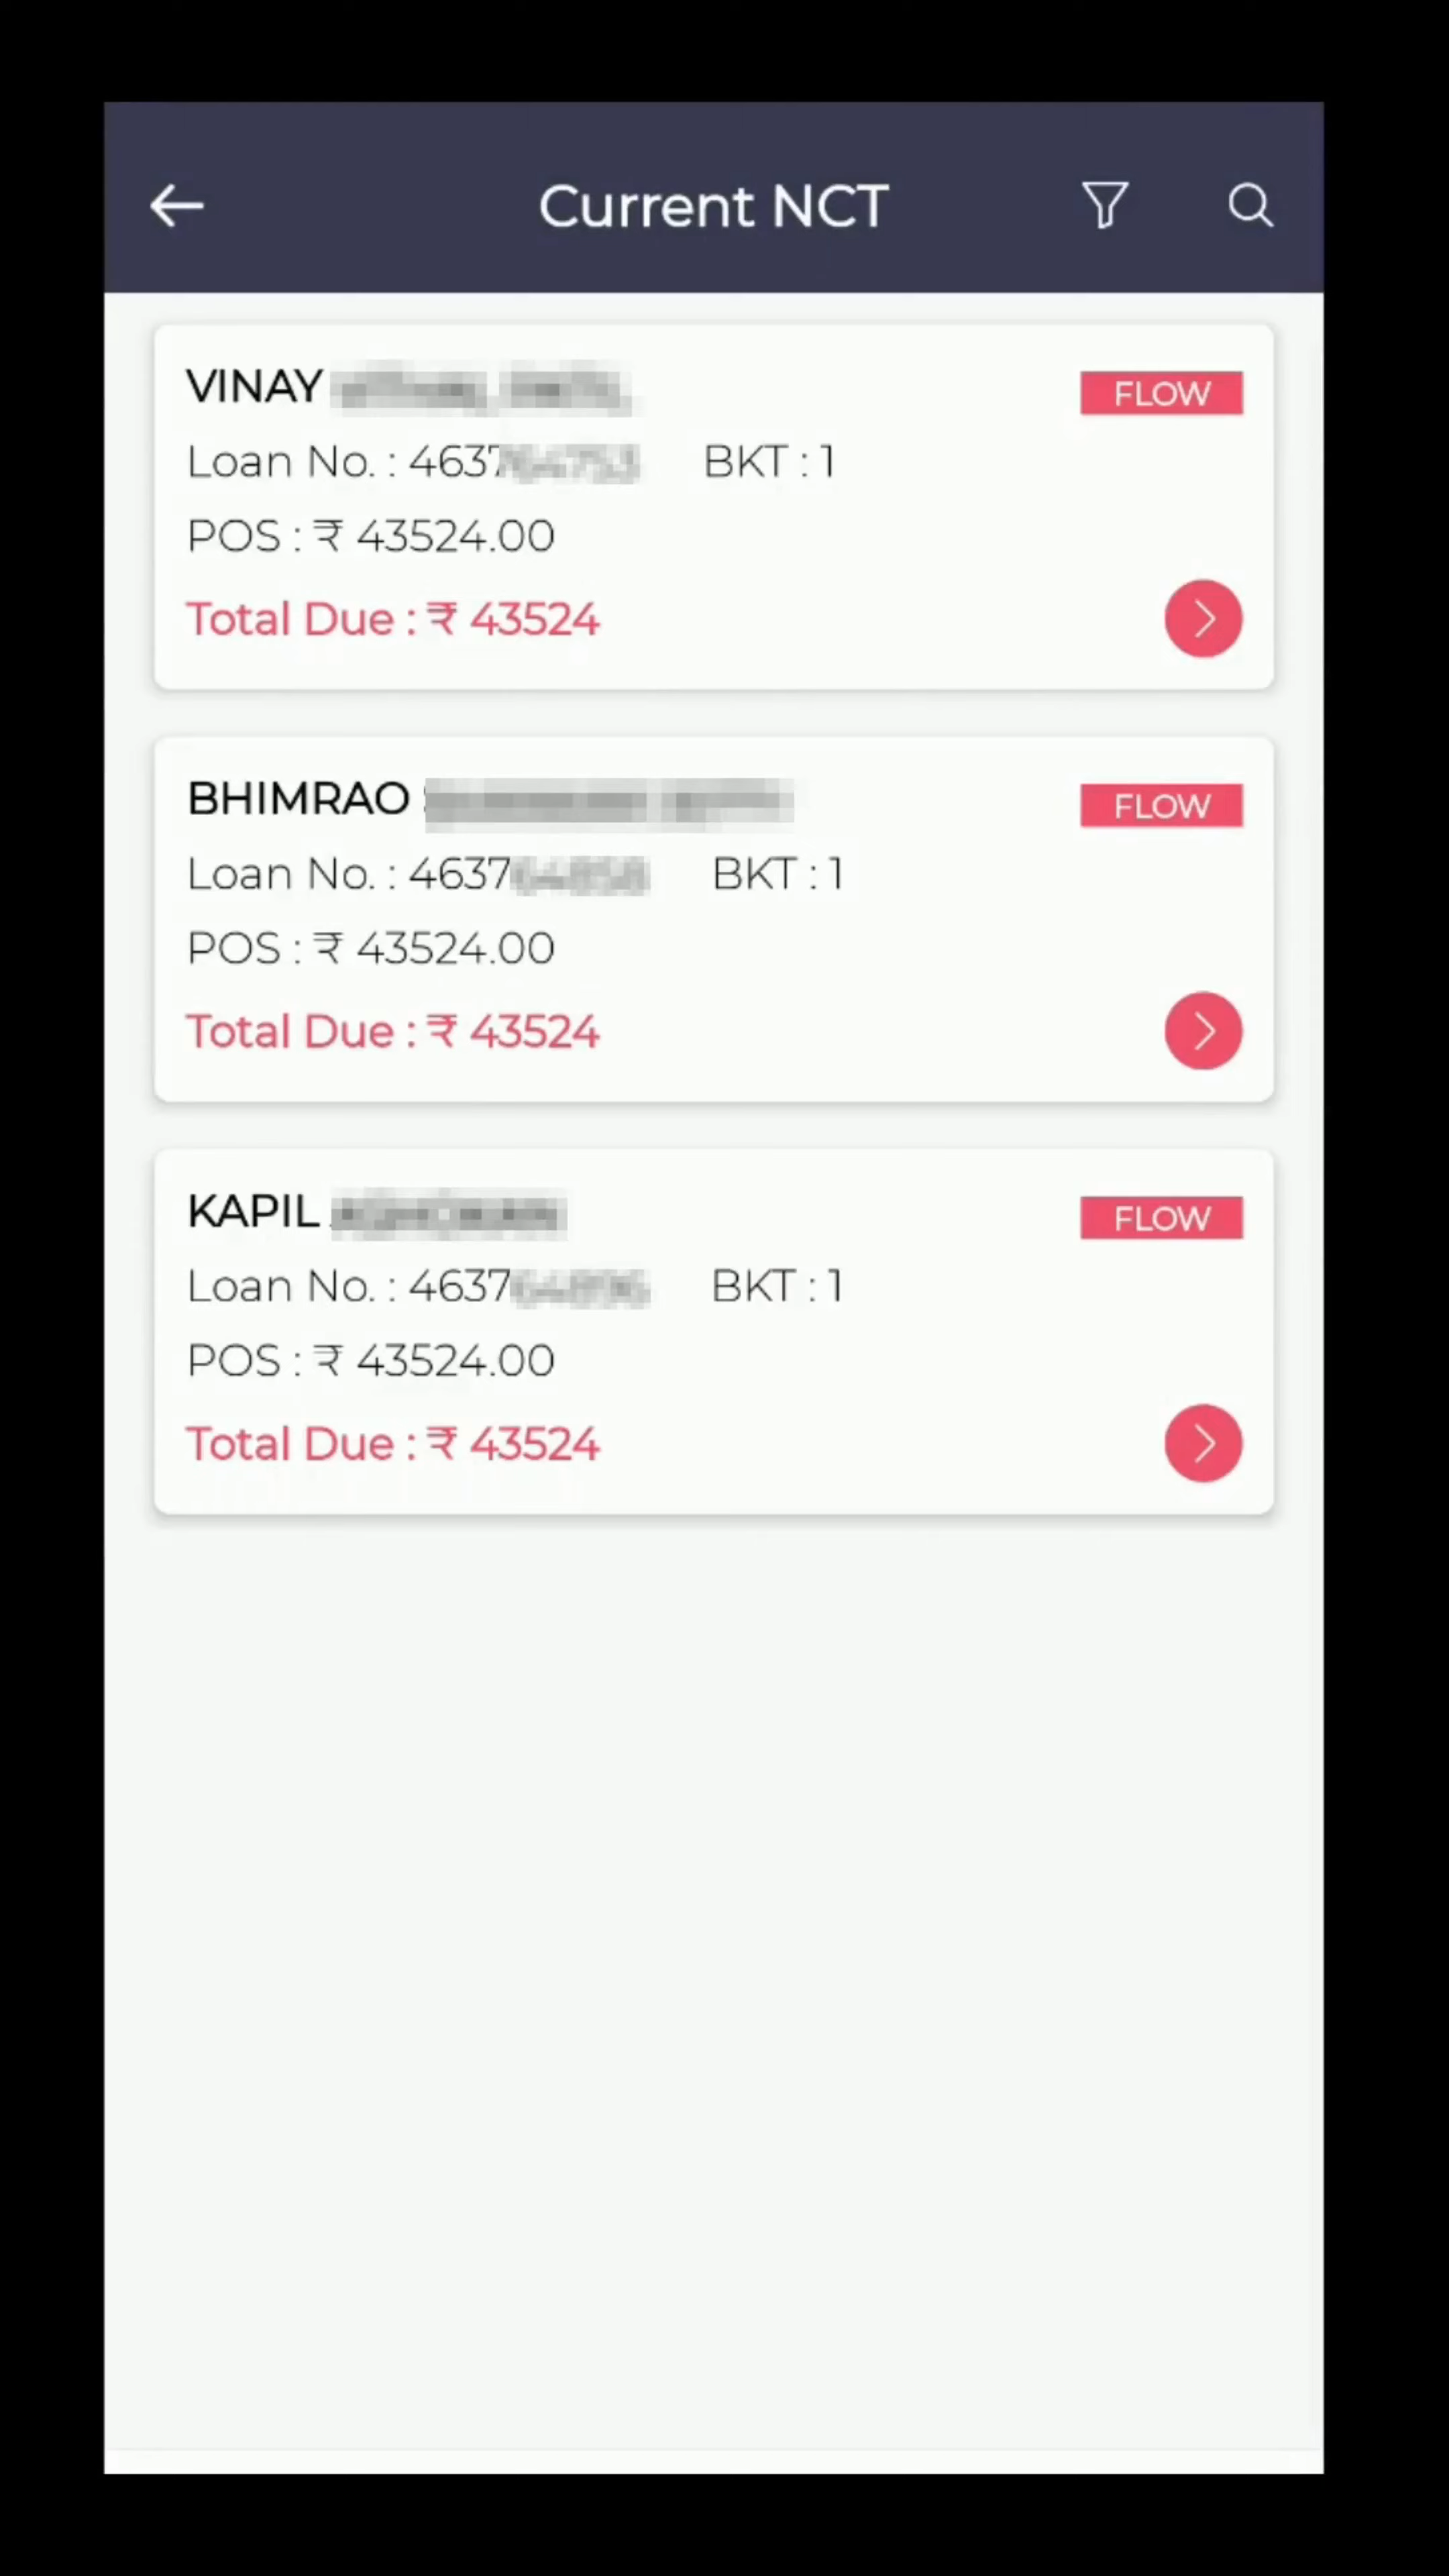 Current NCT
VINAY
FLOW
Loan No. : 4637
BKT : 1
POS : ₹ 43524.00
Total Due : ₹ 43524
BHIMRAO
FLOW
Loan No. : 4637
BKT : 1
POS : ₹ 43524.00
Total Due : ₹ 43524
KAPIL
FLOW
Loan No. : 4637
BKT : 1
POS : ₹ 43524.00
Total Due : ₹ 43524